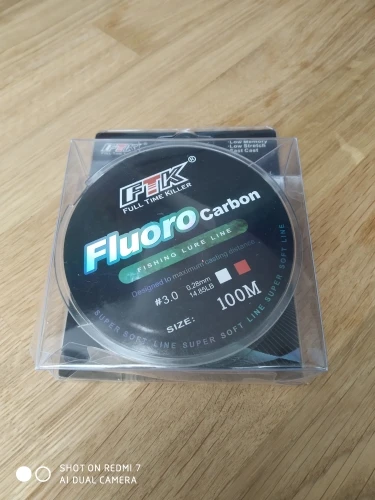 FTK
Low Memory
Low Stretch
Fast Cast
FTK®
FULL TIME KILLER
Fluoro Carbon
FISHING LURE LINE
Designed to maximum casting distance
#3.0
0.28mm
14.85LB
SIZE: 100M
SUPER SOFT LINE SUPER SOFT LINE SUPER SOFT LINE
SHOT ON REDMI 7
AI DUAL CAMERA